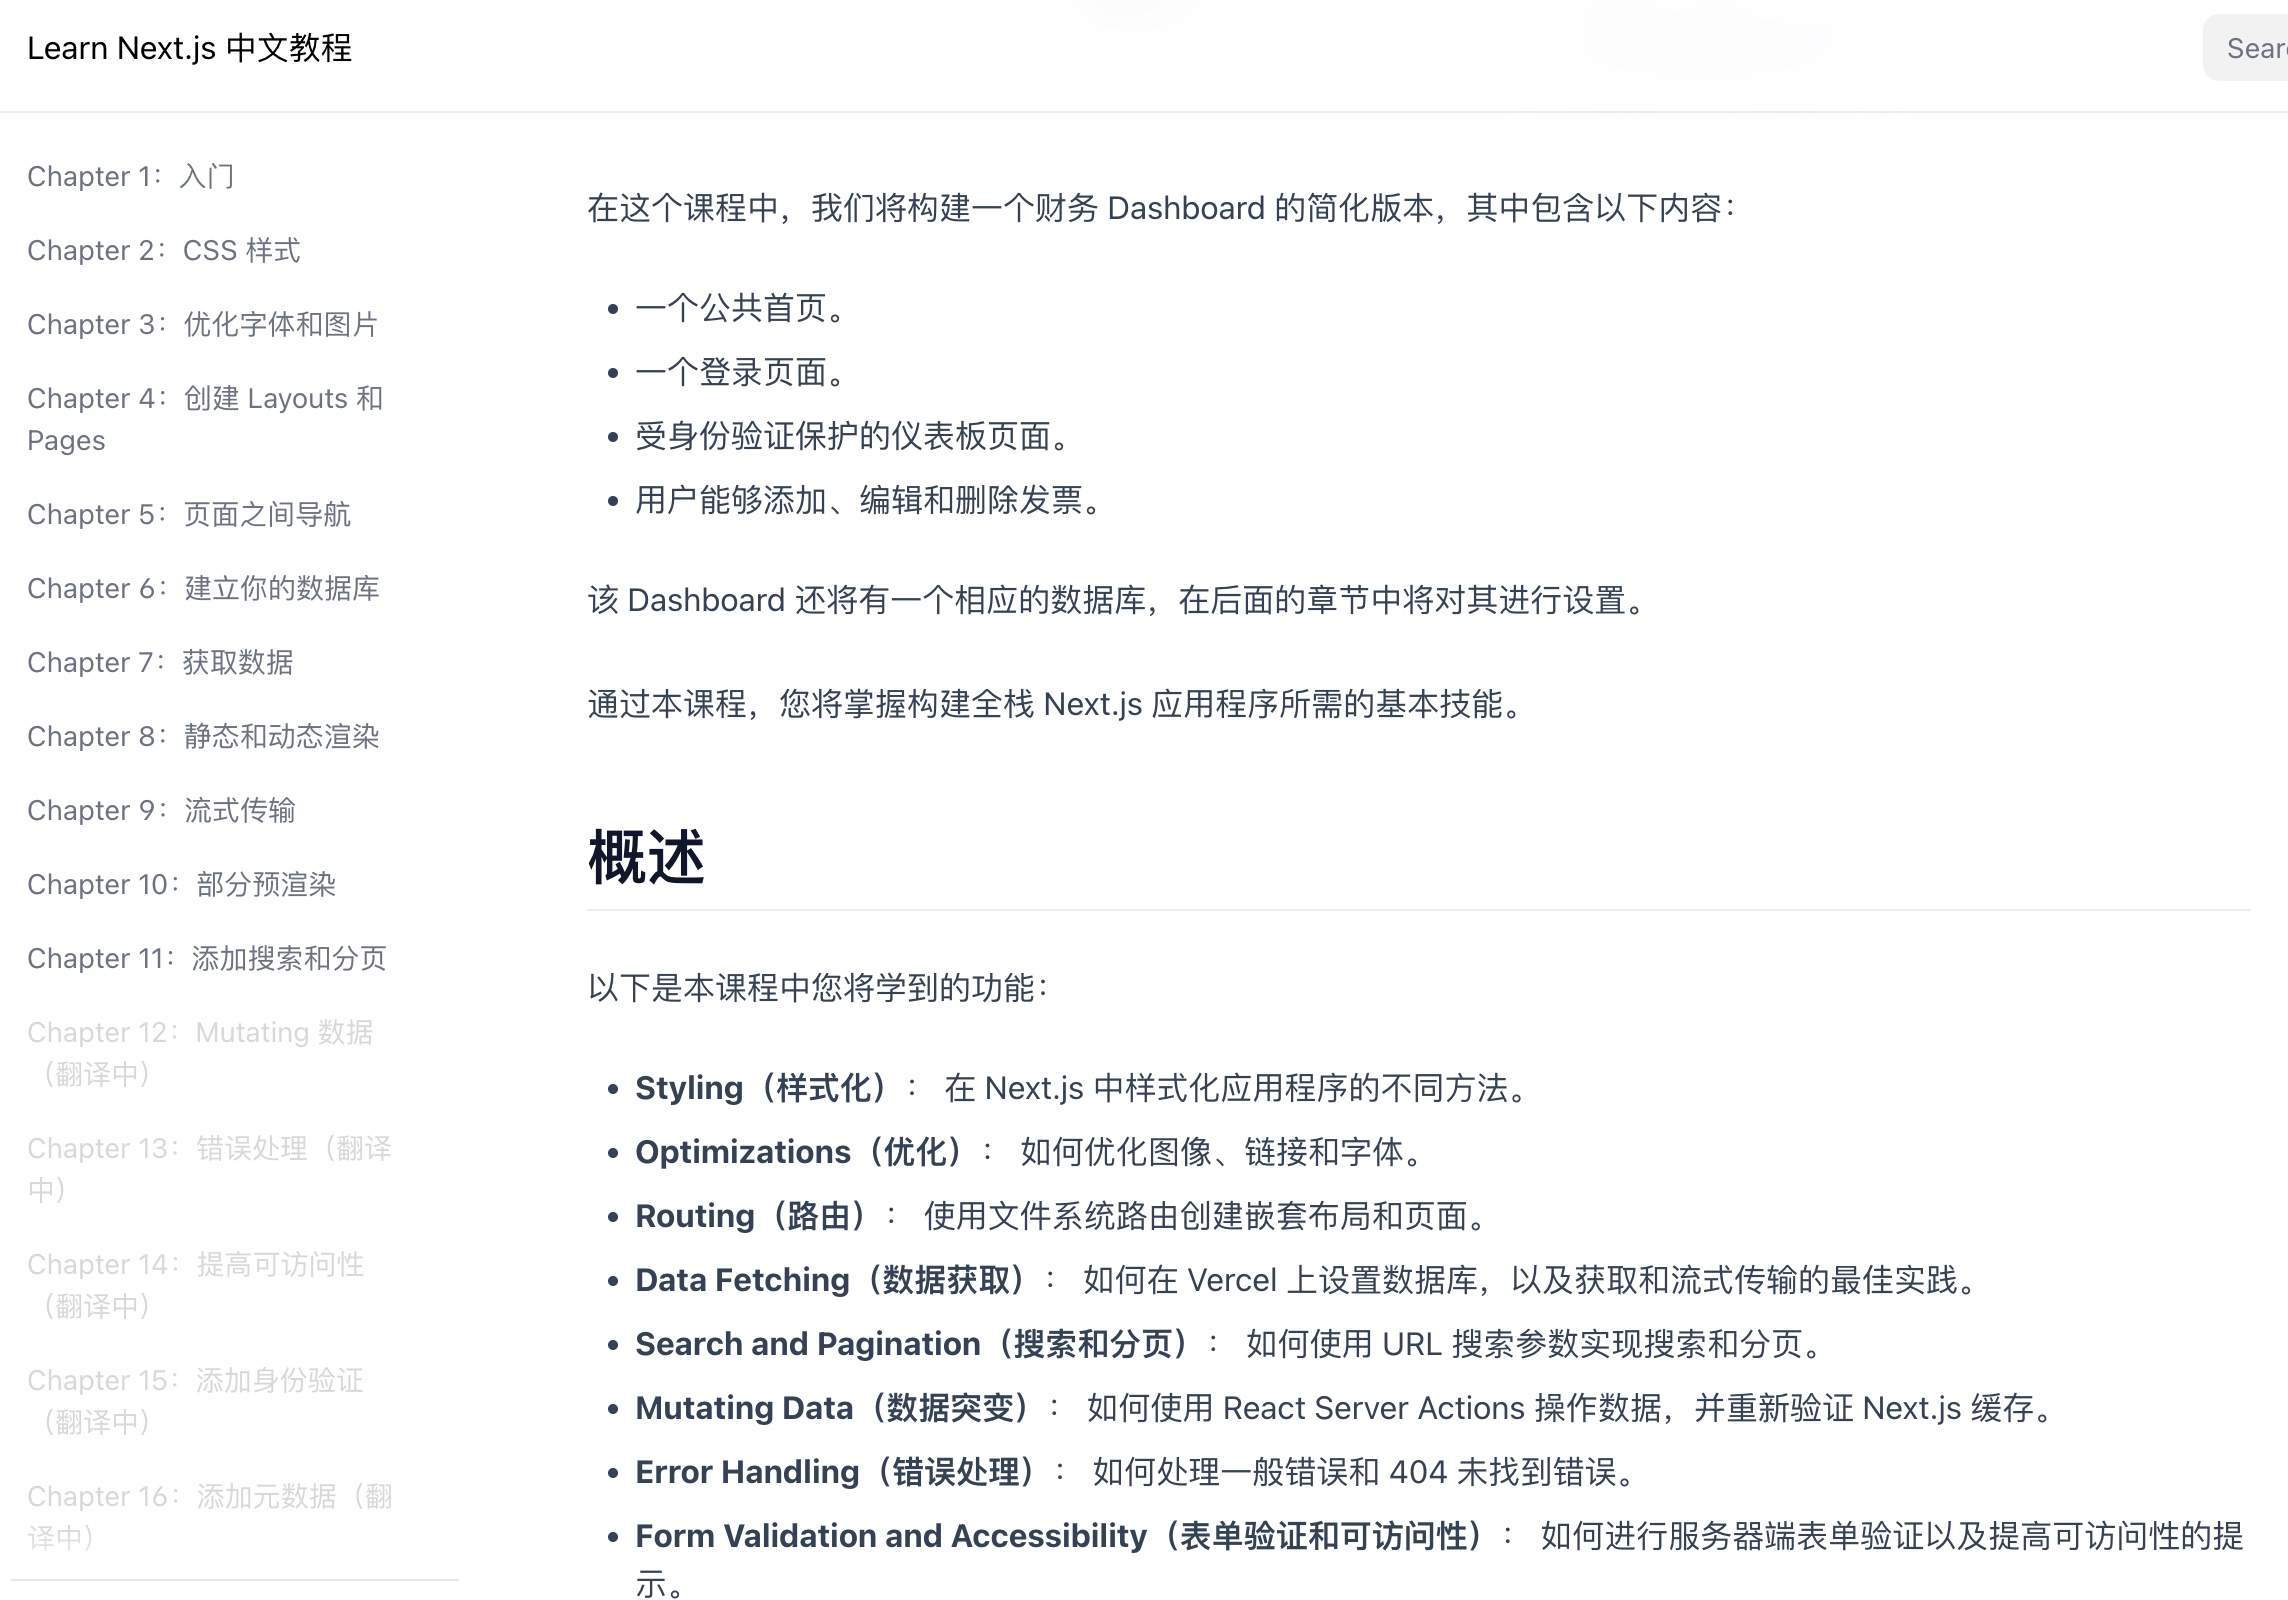 Learn Next.js 中文教程
Chapter 1：入门
Chapter 2：CSS 样式
Chapter 3：优化字体和图片
Chapter 4：创建 Layouts 和
Pages
Chapter 5：页面之间导航
Chapter 6：建立你的数据库
Chapter 7：获取数据
Chapter 8：静态和动态渲染
Chapter 9：流式传输
Chapter 10：部分预渲染
Chapter 11：添加搜索和分页
Chapter 12：Mutating 数据
（翻译中）
Chapter 13：错误处理（翻译
中）
Chapter 14：提高可访问性
（翻译中）
Chapter 15：添加身份验证
（翻译中）
Chapter 16：添加元数据（翻
译中）
在这个课程中，我们将构建一个财务 Dashboard 的简化版本，其中包含以下内容：
• 一个公共首页。
• 一个登录页面。
• 受身份验证保护的仪表板页面。
• 用户能够添加、编辑和删除发票。
该 Dashboard 还将有一个相应的数据库，在后面的章节中将对其进行设置。
通过本课程，您将掌握构建全栈 Next.js 应用程序所需的基本技能。
概述
以下是本课程中您将学到的功能：
• Styling（样式化）： 在 Next.js 中样式化应用程序的不同方法。
• Optimizations（优化）： 如何优化图像、链接和字体。
• Routing（路由）： 使用文件系统路由创建嵌套布局和页面。
• Data Fetching（数据获取）： 如何在 Vercel 上设置数据库，以及获取和流式传输的最佳实践。
• Search and Pagination（搜索和分页）： 如何使用 URL 搜索参数实现搜索和分页。
• Mutating Data（数据突变）： 如何使用 React Server Actions 操作数据，并重新验证 Next.js 缓存。
• Error Handling（错误处理）： 如何处理一般错误和 404 未找到错误。
• Form Validation and Accessibility（表单验证和可访问性）： 如何进行服务器端表单验证以及提高可访问性的提
示。